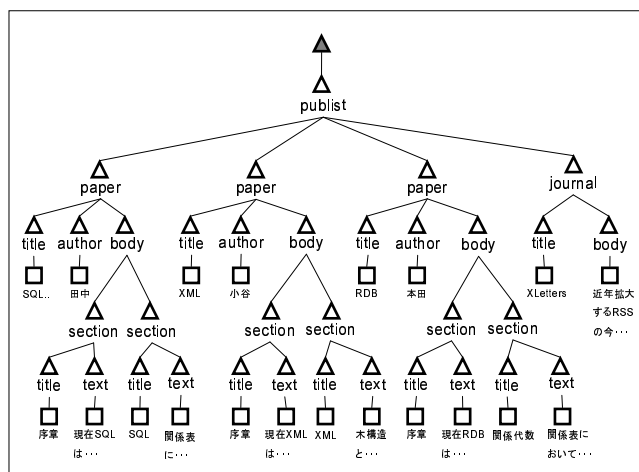 publist
paper paper paper journal
title author body title author body title author body title body
SQL.. 田中 XML 小谷 RDB 本田 XLetters 近年拡大
するRSS
の今・・・
section section section section section section
title text title text title text title text title text title text
序章 現在SQL SQL 関係表 序章 現在XML XML 木構造 序章 現在RDB 関係代数 関係表に
は・・・ に・・・ は・・・ と・・・ は・・・ おいて・・・